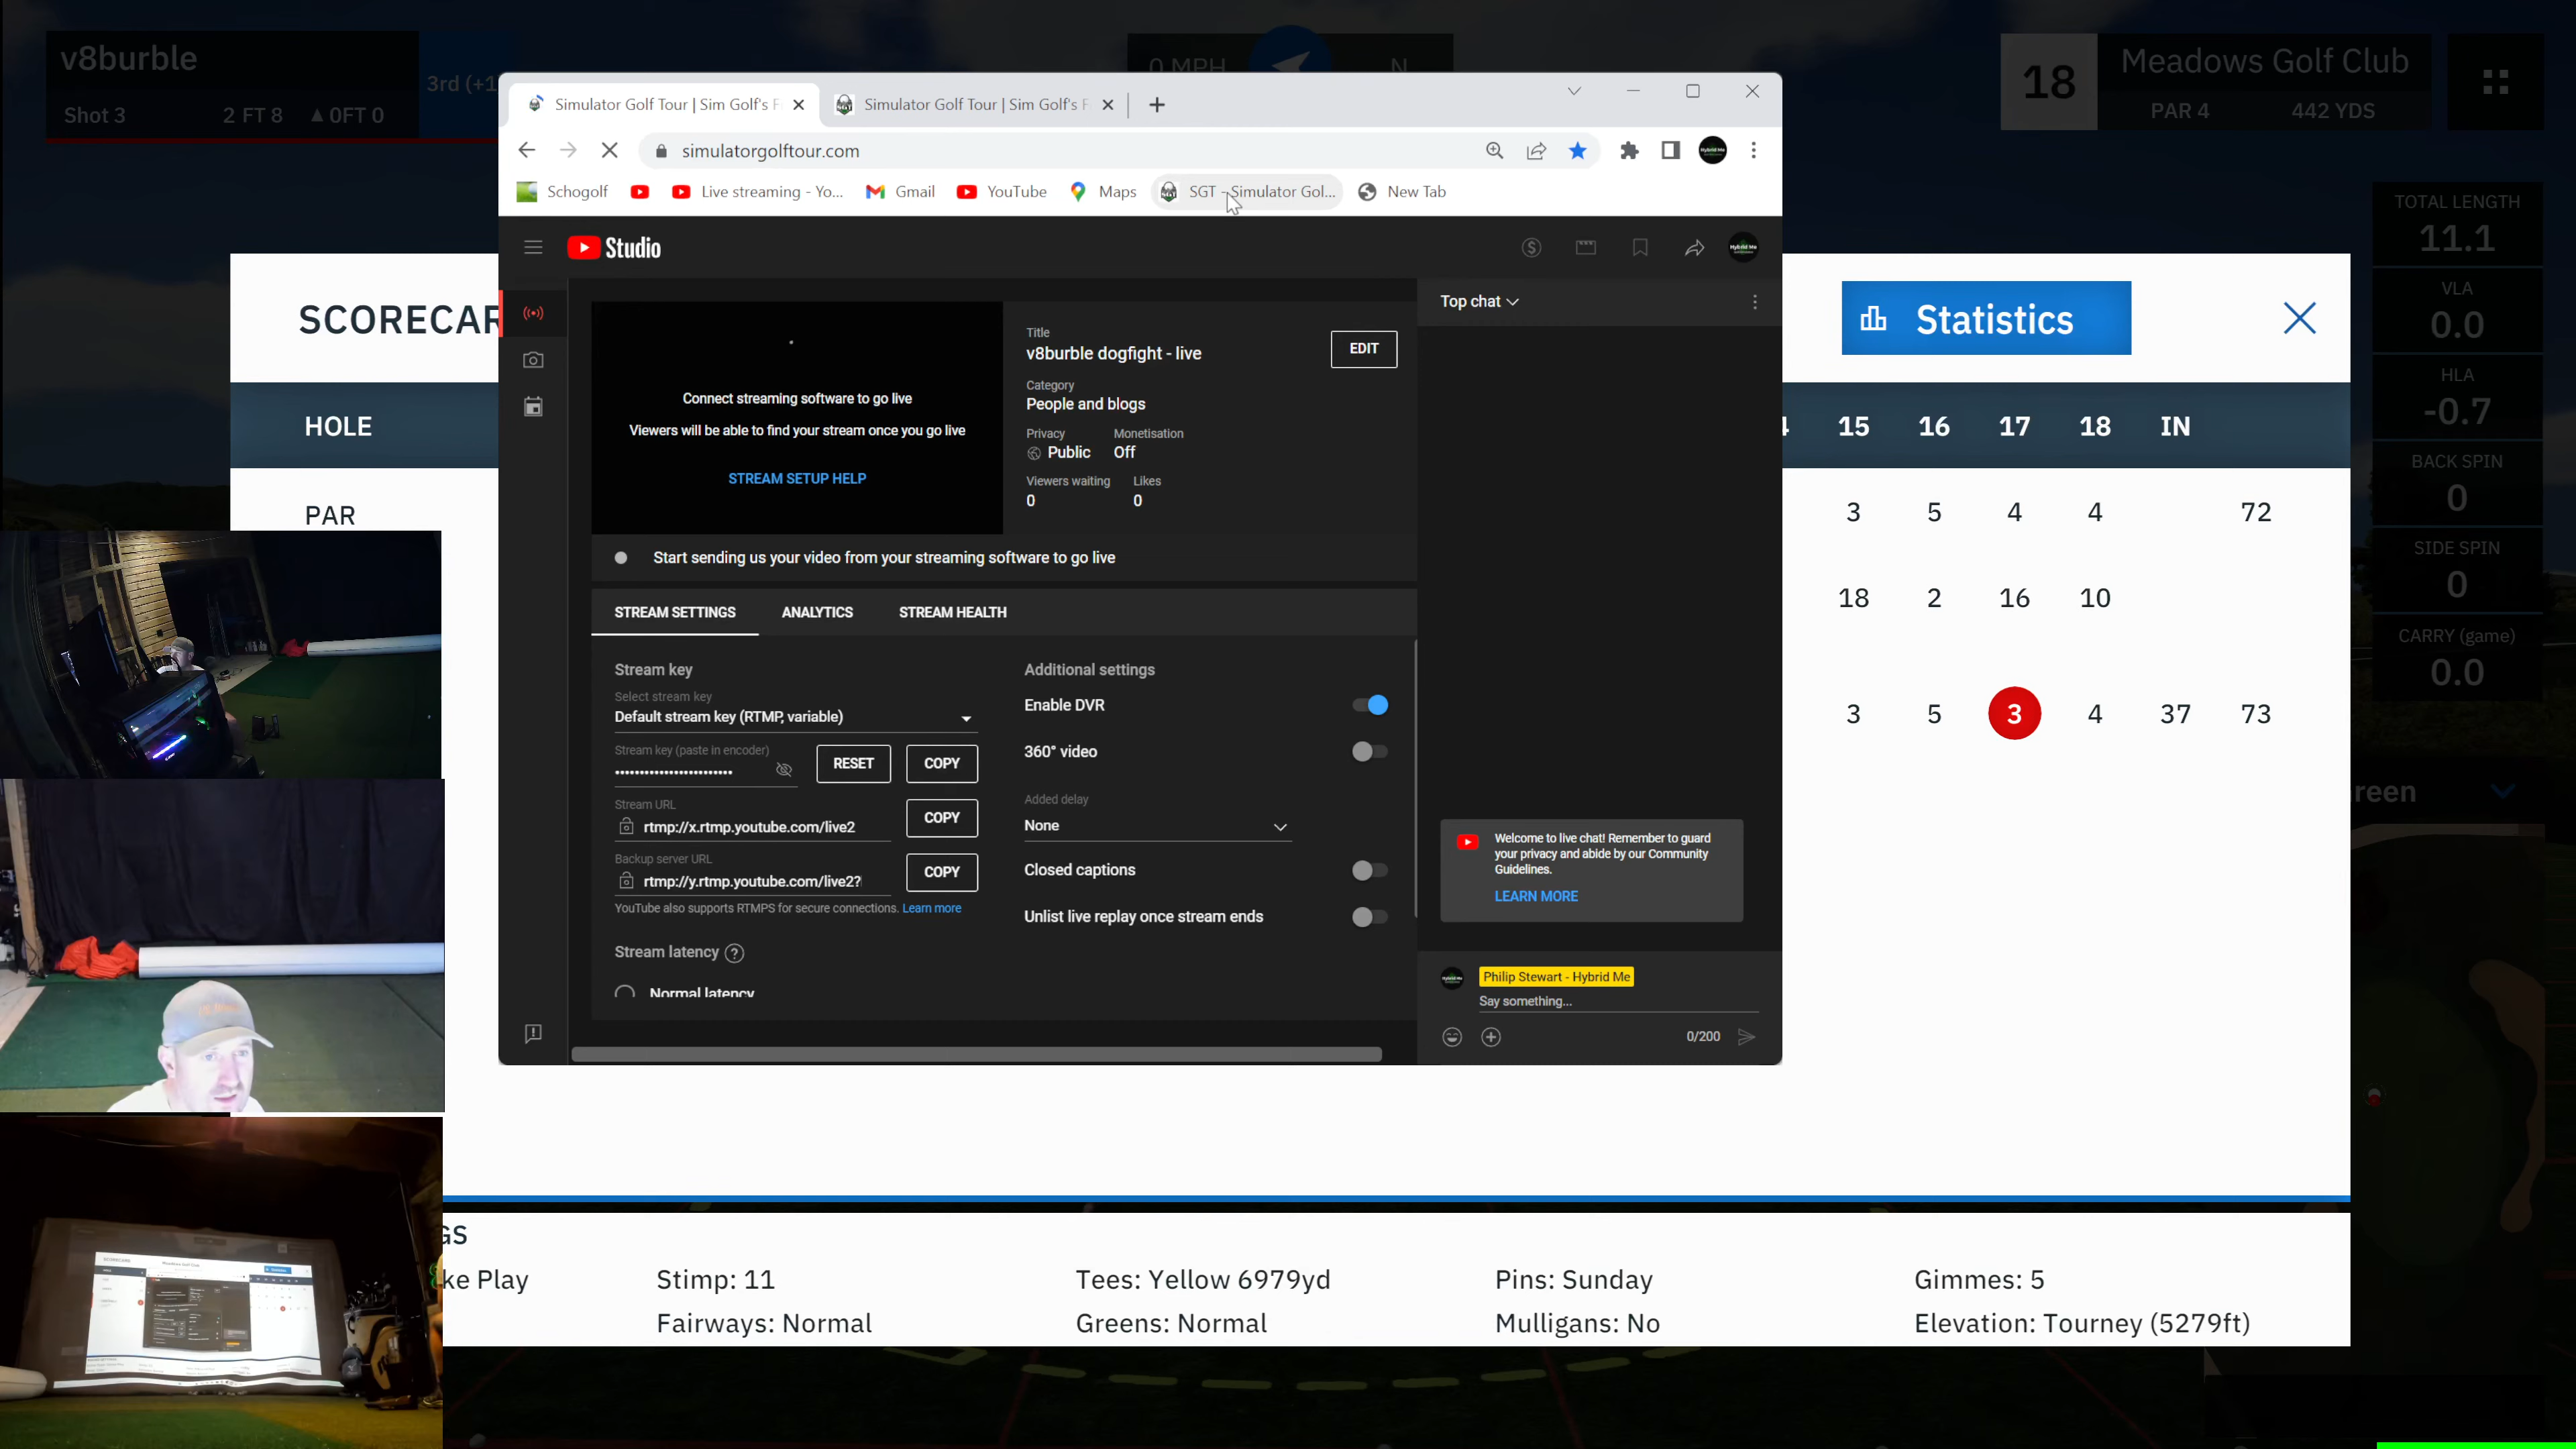 v8burble
3rd (+1
Shot 3
2 FT 8
▲0FT 0
0 MPH
N
18
Meadows Golf Club
PAR 4
442 YDS
Simulator Golf Tour | Sim Golf's F
Simulator Golf Tour | Sim Golf's F
simulatorgolftour.com
Schogolf
Live streaming - Yo...
Gmail
YouTube
Maps
SGT - Simulator Gol...
New Tab
Studio
TOTAL LENGTH
11.1
VLA
0.0
HLA
-0.7
BACK SPIN
0
SIDE SPIN
0
CARRY (game)
0.0
reen
SCORECAR
Statistics
HOLE
15 16 17 18 IN
PAR
3 5 4 4 72
18 2 16 10
3 5 3 4 37 73
Connect streaming software to go live
Viewers will be able to find your stream once you go live
STREAM SETUP HELP
Title
v8burble dogfight - live
EDIT
Category
People and blogs
Privacy
Monetisation
Public
Off
Viewers waiting
Likes
0
0
Top chat
Start sending us your video from your streaming software to go live
STREAM SETTINGS
ANALYTICS
STREAM HEALTH
Stream key
Select stream key
Default stream key (RTMP, variable)
Stream key (paste in encoder)
RESET
COPY
Stream URL
rtmp://x.rtmp.youtube.com/live2
COPY
Backup server URL
rtmp://y.rtmp.youtube.com/live2?
COPY
YouTube also supports RTMPS for secure connections. Learn more
Stream latency
Normal latency
Additional settings
Enable DVR
360° video
Added delay
None
Closed captions
Unlist live replay once stream ends
Welcome to live chat! Remember to guard
your privacy and abide by our Community
Guidelines.
LEARN MORE
Philip Stewart - Hybrid Me
Say something...
0/200
GS
ke Play
Stimp: 11
Tees: Yellow 6979yd
Pins: Sunday
Gimmes: 5
Fairways: Normal
Greens: Normal
Mulligans: No
Elevation: Tourney (5279ft)